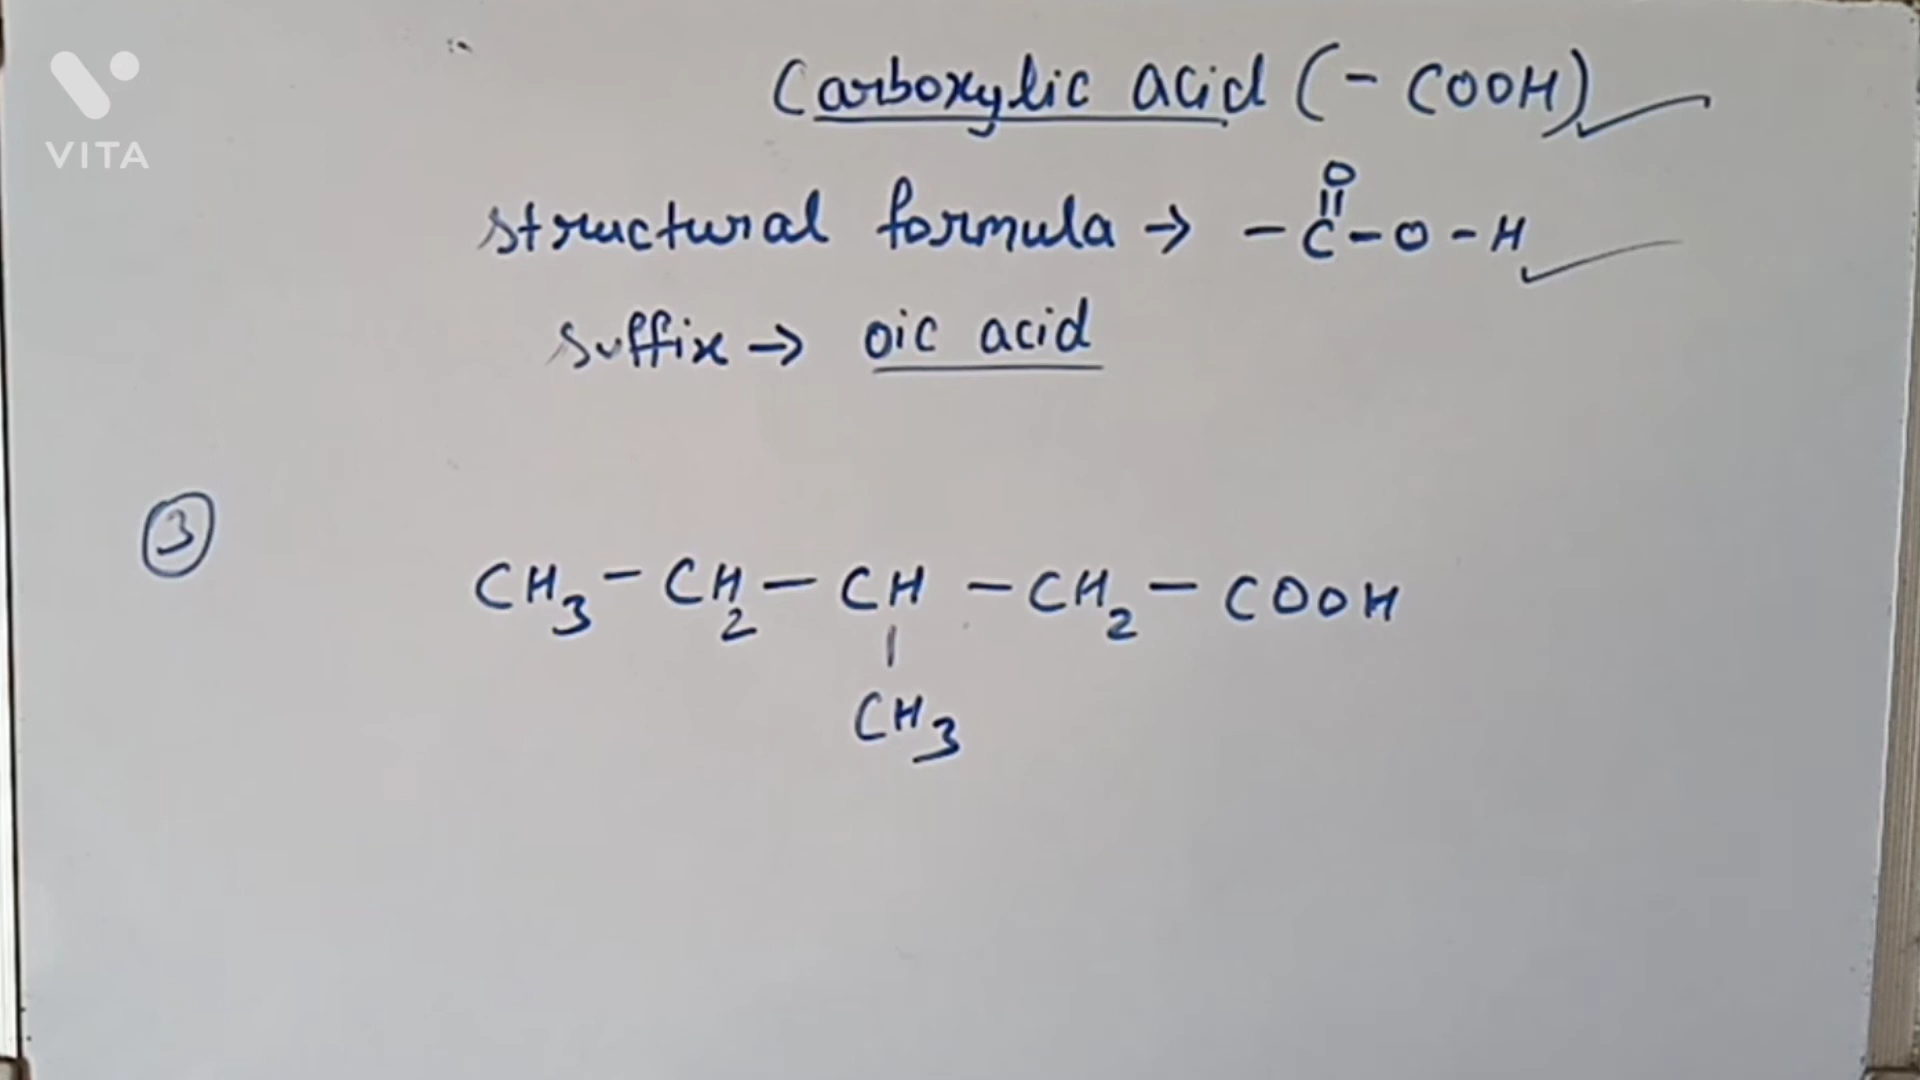 VITA
Carboxylic acid (- COOH)
O
||
structural formula → - C - O - H
suffix → oic acid
3
CH3 - CH2 - CH - CH2 - COOH
|
CH3